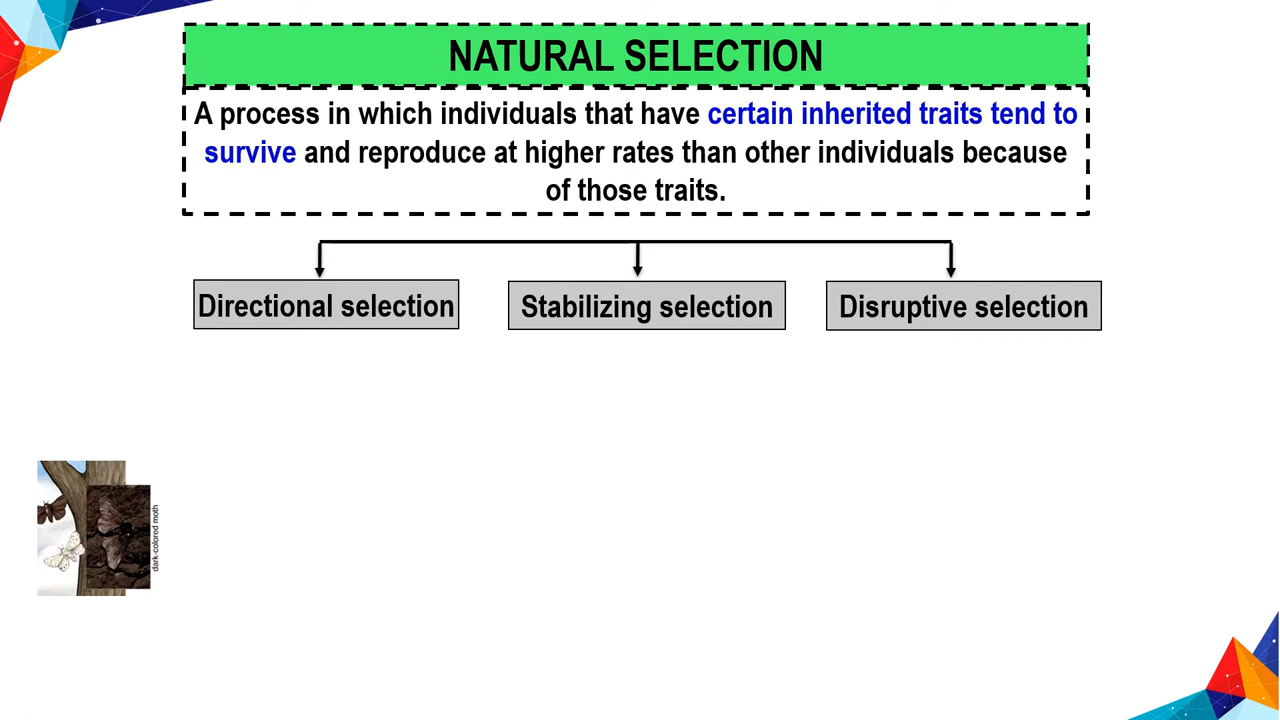 NATURAL SELECTION
A process in which individuals that have certain inherited traits tend to
survive and reproduce at higher rates than other individuals because
of those traits.
Directional selection
Stabilizing selection
Disruptive selection
dark-colored moth